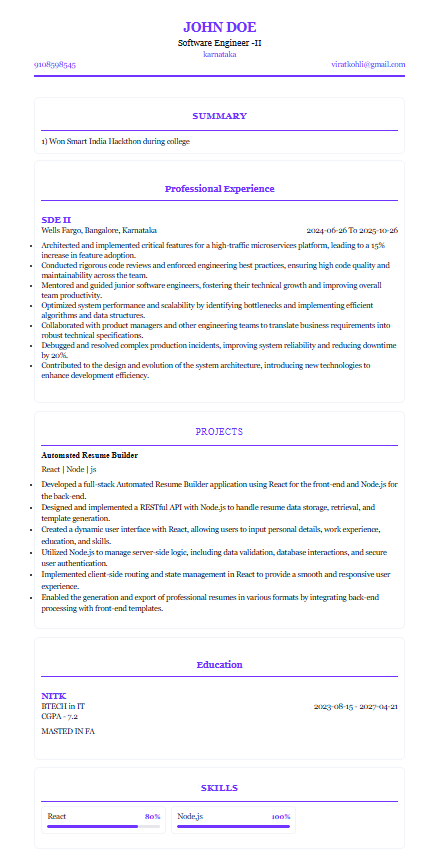 JOHN DOE
Software Engineer -II
karnataka
9108598545 viratkohli@gmail.com
SUMMARY
1) Won Smart India Hackthon during college
Professional Experience
SDE II
Wells Fargo, Bangalore, Karnataka 2024-06-26 To 2025-10-26
• Architected and implemented critical features for a high-traffic microservices platform, leading to a 15%
increase in feature adoption.
• Conducted rigorous code reviews and enforced engineering best practices, ensuring high code quality and
maintainability across the team.
• Mentored and guided junior software engineers, fostering their technical growth and improving overall
team productivity.
• Optimized system performance and scalability by identifying bottlenecks and implementing efficient
algorithms and data structures.
• Collaborated with product managers and other engineering teams to translate business requirements into
robust technical specifications.
• Debugged and resolved complex production incidents, improving system reliability and reducing downtime
by 20%.
• Contributed to the design and evolution of the system architecture, introducing new technologies to
enhance development efficiency.
PROJECTS
Automated Resume Builder
React | Node | js
• Developed a full-stack Automated Resume Builder application using React for the front-end and Node.js for
the back-end.
• Designed and implemented a RESTful API with Node.js to handle resume data storage, retrieval, and
template generation.
• Created a dynamic user interface with React, allowing users to input personal details, work experience,
education, and skills.
• Utilized Node.js to manage server-side logic, including data validation, database interactions, and secure
user authentication.
• Implemented client-side routing and state management in React to provide a smooth and responsive user
experience.
• Enabled the generation and export of professional resumes in various formats by integrating back-end
processing with front-end templates.
Education
NITK
BTECH in IT 2023-08-15 - 2027-04-21
CGPA - 7.2
MASTED IN FA
SKILLS
React 80% Node.js 100%